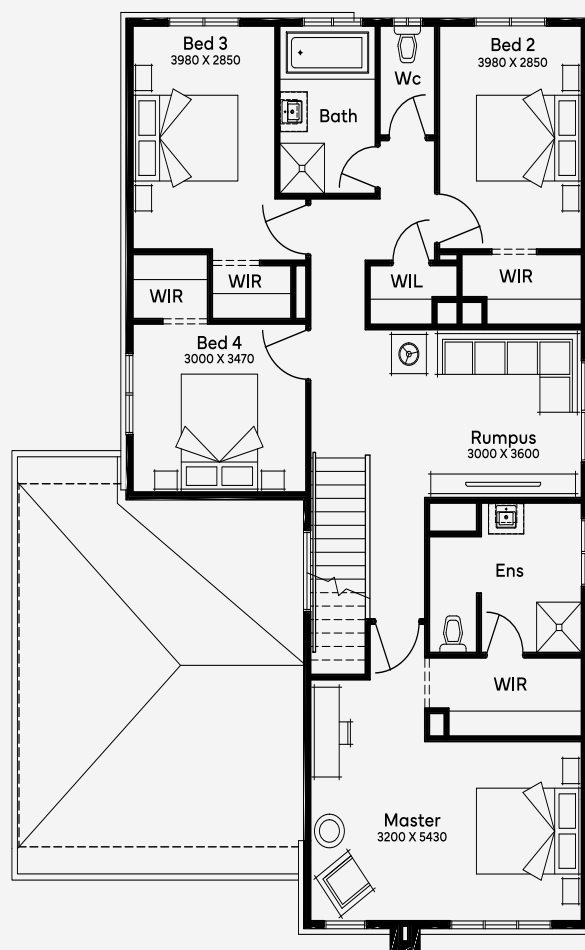 Bed 3
3980 X 2850
Wc
Bed 2
3980 X 2850
Bath
WIR
WIR
WIL
WIR
Bed 4
3000 X 3470
Rumpus
3000 X 3600
Ens
WIR
Master
3200 X 5430